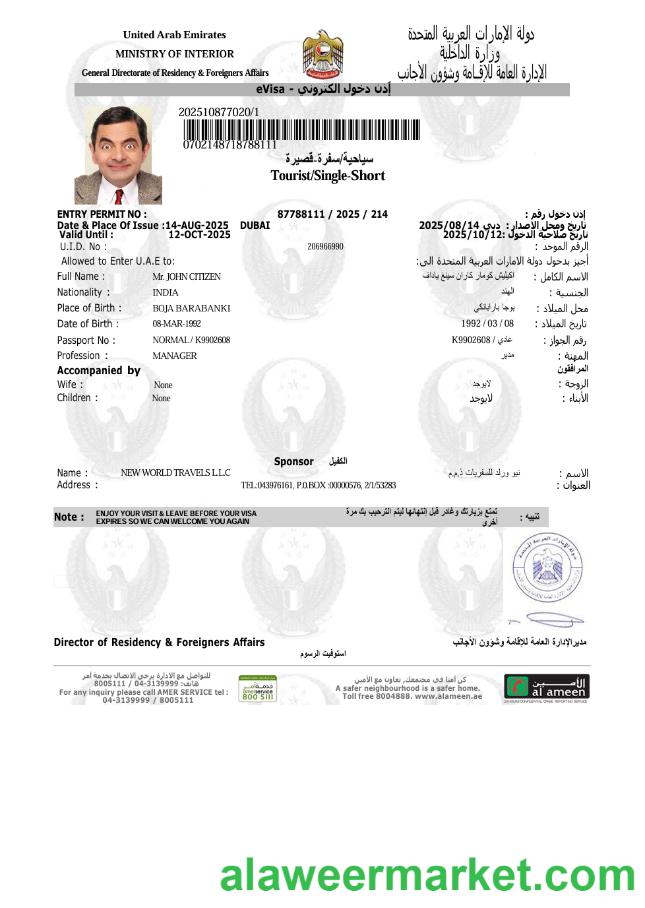 United Arab Emirates
دولة الإمارات العربية المتحدة
MINISTRY OF INTERIOR
وزارة الداخلية
General Directorate of Residency & Foreigners Affairs
الإدارة العامة للإقامة وشؤون الأجانب
eVisa - إذن دخول الكتروني
202510877020/1
0702148718788111
سياحية/سفرة-قصيرة
Tourist/Single-Short
ENTRY PERMIT NO : 87788111 / 2025 / 214 إذن دخول رقم :
Date & Place Of Issue :14-AUG-2025 DUBAI تاريخ ومحل الاصدار: دبي 2025/08/14
Valid Until : 12-OCT-2025 تاريخ صلاحية الدخول :2025/10/12
U.I.D. No : 206966990 الرقم الموحد :
Allowed to Enter U.A.E to: أجيز بدخول دولة الامارات العربية المتحدة الى:
Full Name : Mr. JOHN CITIZEN اكيليش كومار كاران سينغ ياداف الاسم الكامل :
Nationality : INDIA الهند الجنسية :
Place of Birth : BOJA BARABANKI بوجا بارابانكي محل الميلاد :
Date of Birth : 08-MAR-1992 1992 / 03 / 08 تاريخ الميلاد :
Passport No : NORMAL / K9902608 عادي / K9902608 رقم الجواز :
Profession : MANAGER مدير المهنة :
Accompanied by المرافقون
Wife : None لايوجد الزوجة :
Children : None لايوجد الأبناء :
Sponsor الكفيل
Name : NEW WORLD TRAVELS L.L.C نيو ورلد للسفريات ذ.م.م الاسم :
Address : TEL:043976161, P.O.BOX :00000576, 2/1/53283 العنوان :
Note : ENJOY YOUR VISIT & LEAVE BEFORE YOUR VISA تمتع بزيارتك وغادر قبل إنتهائها ليتم الترحيب بك مرة تنبيه :
EXPIRES SO WE CAN WELCOME YOU AGAIN أخرى
Director of Residency & Foreigners Affairs مدير الإدارة العامة للإقامة وشؤون الأجانب
استوفيت الرسوم
للتواصل مع الادارة يرجى الاتصال بخدمة آمر
هاتف: 04-3139999 / 8005111
For any inquiry please call AMER SERVICE tel :
04-3139999 / 8005111
amer service
800 5111
كن آمنا في مجتمعك, تعاون مع الأمين
A safer neighbourhood is a safer home.
Toll free 8004888. www.alameen.ae
الأمين
al ameen
alaweermarket.com